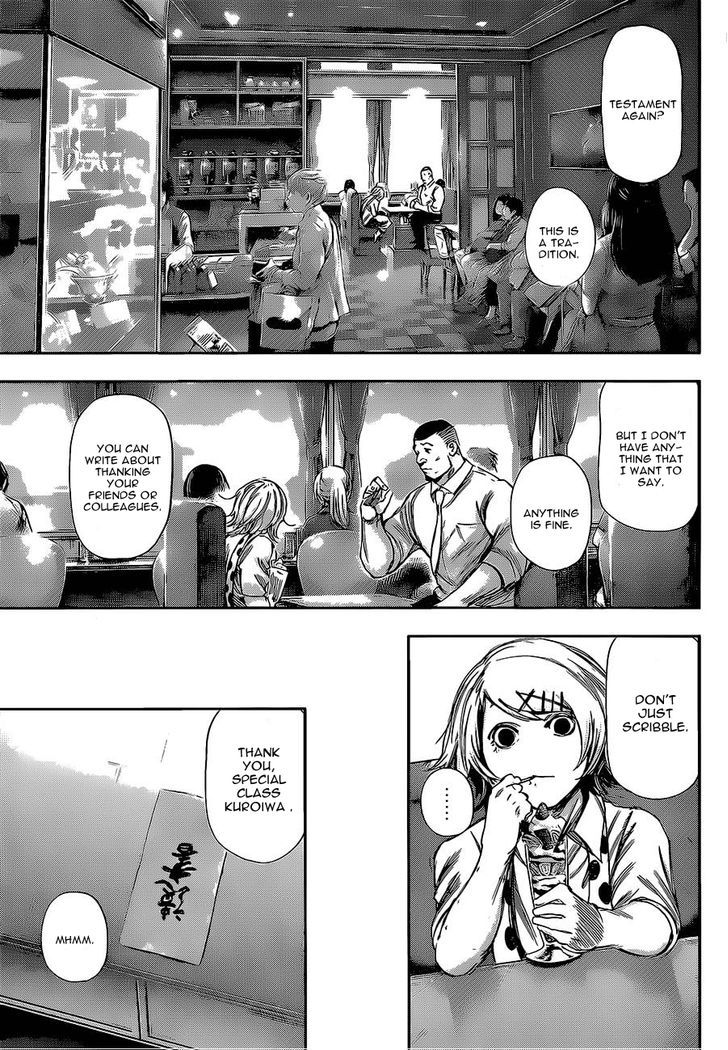 TESTAMENT
AGAIN?
THIS IS
A TRA-
DITION.
BUT I DON'T
HAVE ANY-
THING THAT
I WANT TO
SAY.
ANYTHING
IS FINE.
YOU CAN
WRITE ABOUT
THANKING
YOUR
FRIENDS OR
COLLEAGUES.
DON'T
JUST
SCRIBBLE.
XIII
......
THANK
YOU,
SPECIAL
CLASS
KUROIWA .
MHMM.